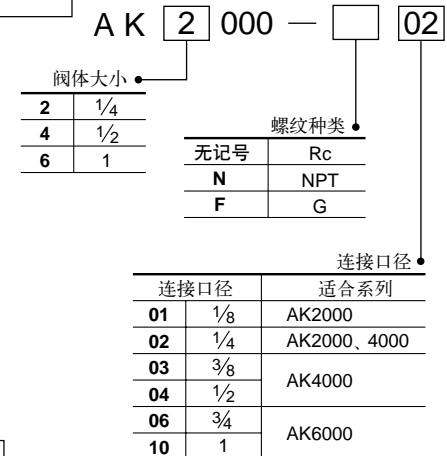 AK 2 000 — 02
阀体大小
2 1/4
4 1/2
6 1
螺纹种类
无记号 Rc
N NPT
F G
连接口径
连接口径 适合系列
01 1/8 AK2000
02 1/4 AK2000、4000
03 3/8 AK4000
04 1/2
06 3/4 AK6000
10 1